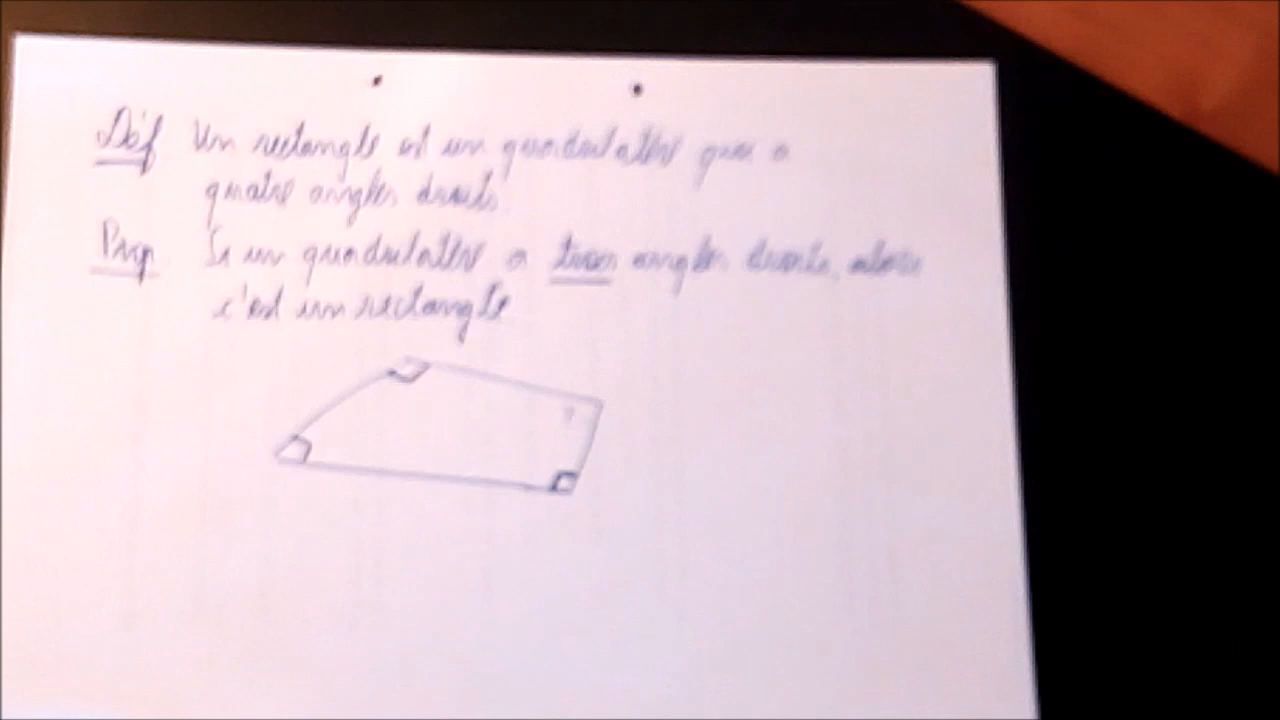 Déf Un rectangle est un quadrilatère qui a
quatre angles droits
Prop Si un quadrilatère a trois angles droits, alors
c'est un rectangle
?